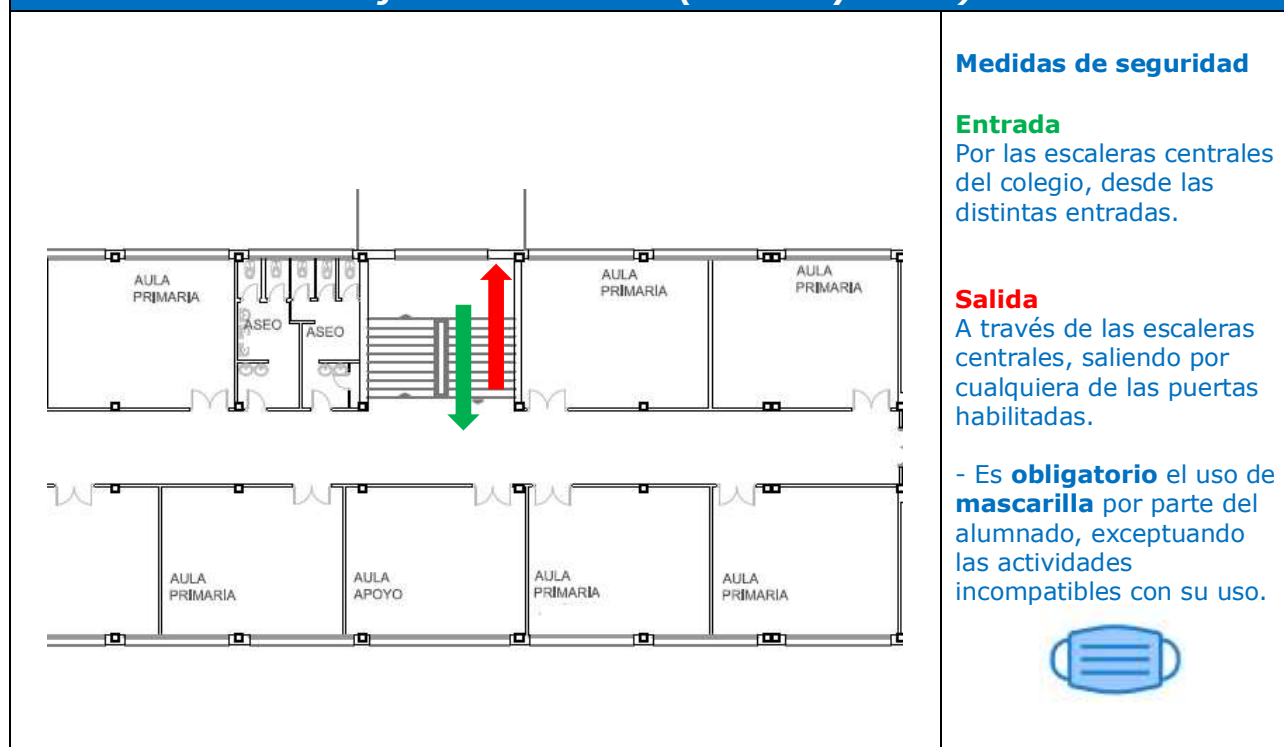 Medidas de seguridad
Entrada
Por las escaleras centrales
del colegio, desde las
distintas entradas.
Salida
A través de las escaleras
centrales, saliendo por
cualquiera de las puertas
habilitadas.
- Es obligatorio el uso de
mascarilla por parte del
alumnado, exceptuando
las actividades
incompatibles con su uso.
AULA
PRIMARIA
ASEO
ASEO
AULA
PRIMARIA
AULA
PRIMARIA
AULA
PRIMARIA
AULA
APOYO
AULA
PRIMARIA
AULA
PRIMARIA